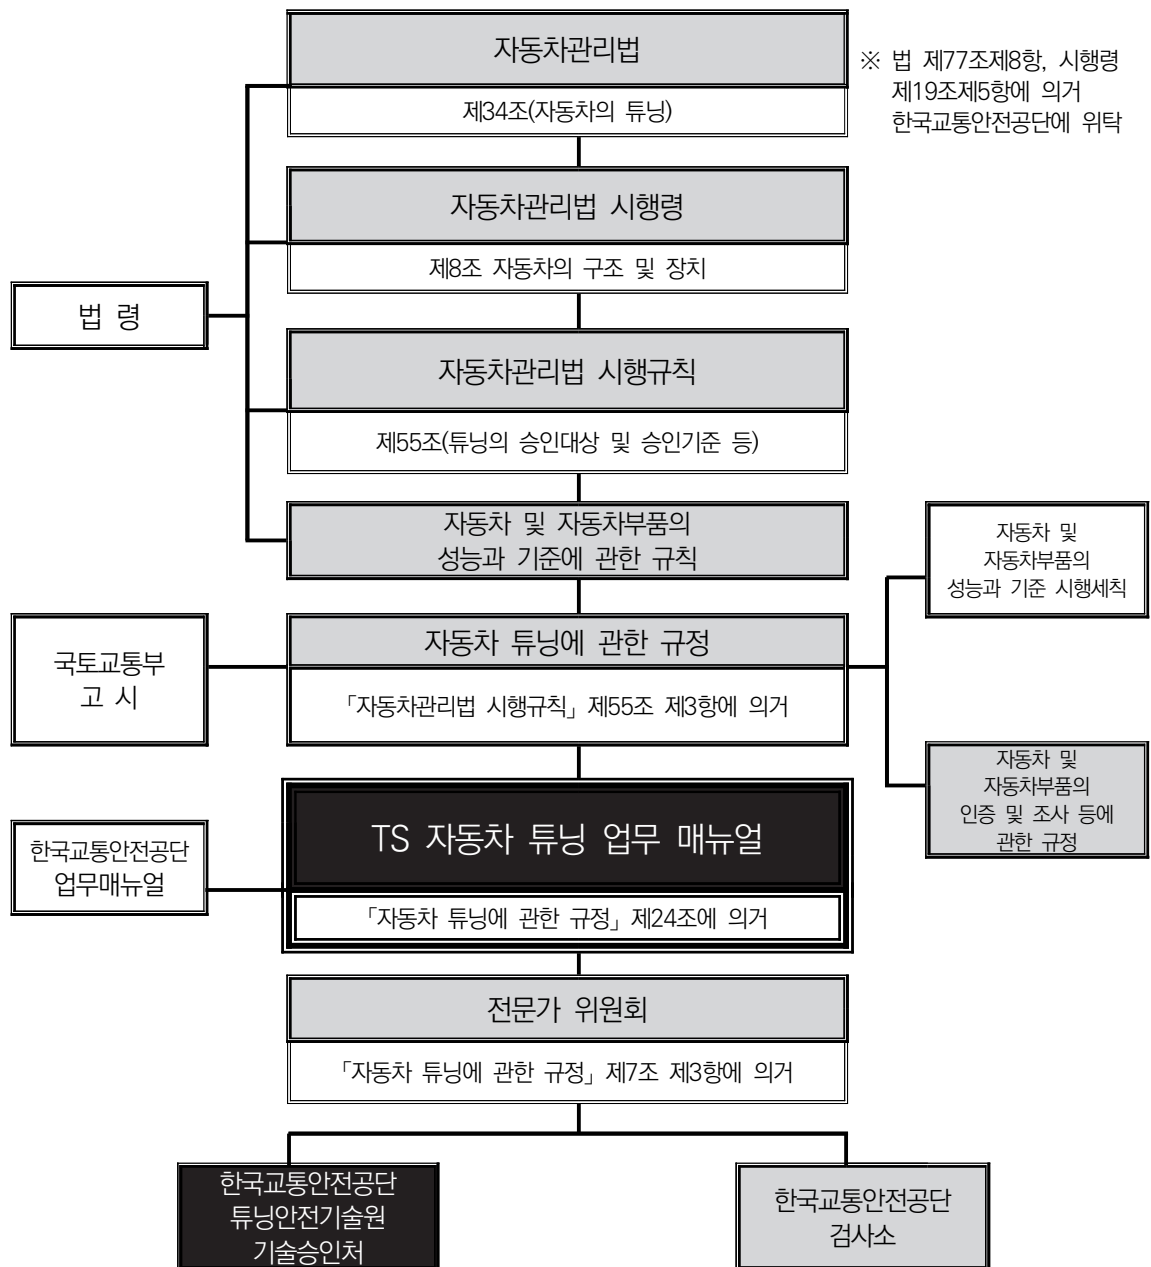 자동차관리법
※ 법 제77조제8항, 시행령
제19조제5항에 의거
한국교통안전공단에 위탁
제34조(자동차의 튜닝)
자동차관리법 시행령
제8조 자동차의 구조 및 장치
법 령
자동차관리법 시행규칙
제55조(튜닝의 승인대상 및 승인기준 등)
자동차 및 자동차부품의
성능과 기준에 관한 규칙
자동차 및
자동차부품의
성능과 기준 시행세칙
국토교통부
고 시
자동차 튜닝에 관한 규정
「자동차관리법 시행규칙」 제55조 제3항에 의거
자동차 및
자동차부품의
인증 및 조사 등에
관한 규정
한국교통안전공단
업무매뉴얼
TS 자동차 튜닝 업무 매뉴얼
「자동차 튜닝에 관한 규정」 제24조에 의거
전문가 위원회
「자동차 튜닝에 관한 규정」 제7조 제3항에 의거
한국교통안전공단
튜닝안전기술원
기술승인처
한국교통안전공단
검사소